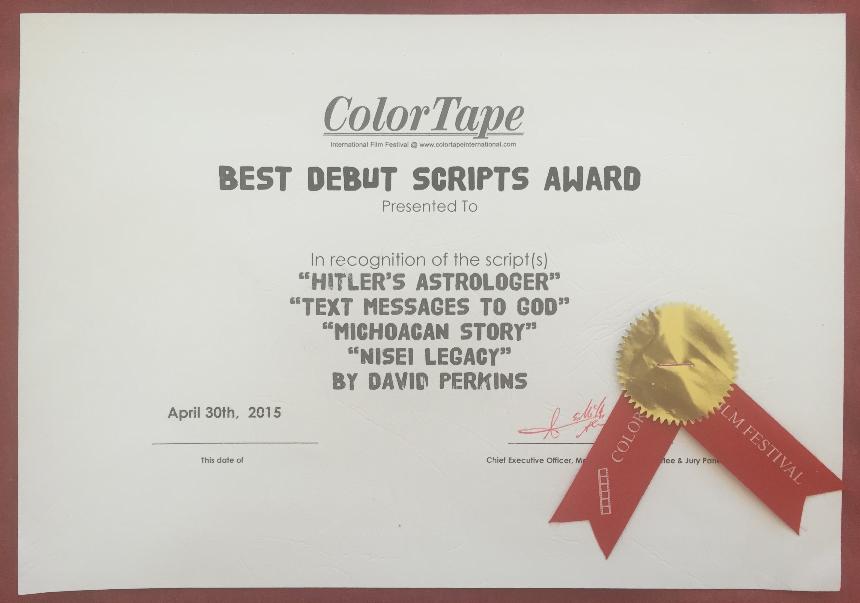 ColorTape
International Film Festival @ www.colortapeinternational.com
BEST DEBUT SCRIPTS AWARD
Presented To
In recognition of the script(s)
“HITLER’S ASTROLOGER”
“TEXT MESSAGES TO GOD”
“MICHOACAN STORY”
“NISEI LEGACY”
BY DAVID PERKINS
April 30th, 2015
This date of
Chief Executive Officer, & Jury
COLOR
FILM FESTIVAL